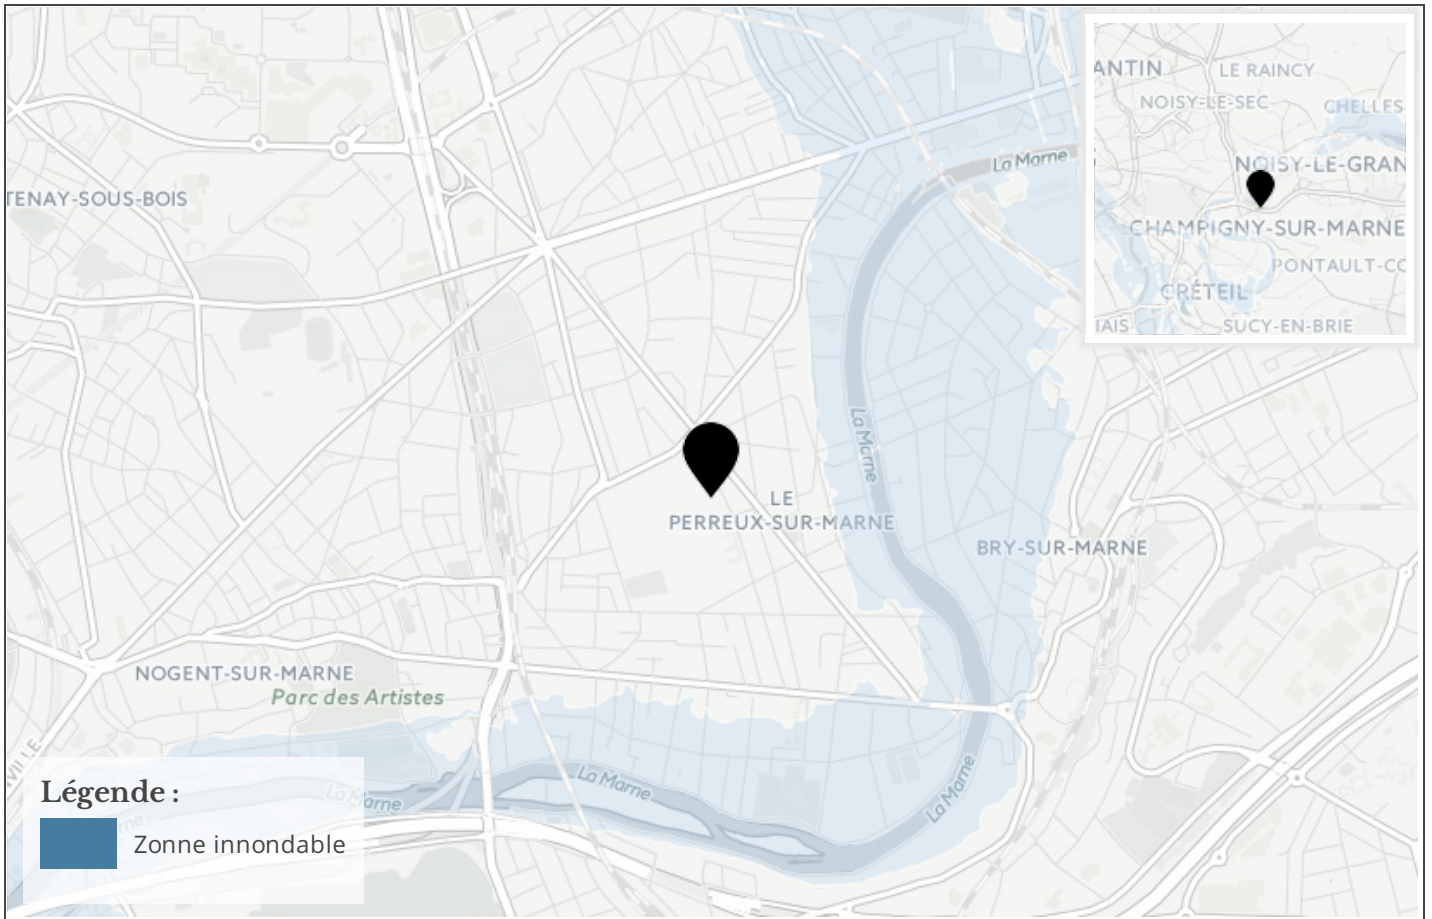 La Marne
TENAY-SOUS-BOIS
La Marne
LE
PERREUX-SUR-MARNE
BRY-SUR-MARNE
NOGENT-SUR-MARNE
Parc des Artistes
La Marne
La Marne
La Marne
VILLE
Légende :
Zonne innondable
ANTIN
LE RAINCY
NOISY-LE-SEC
CHELLES
NOISY-LE-GRAN
CHAMPIGNY-SUR-MARNE
PONTAULT-CO
CRÉTEIL
IAIS
SUCY-EN-BRIE